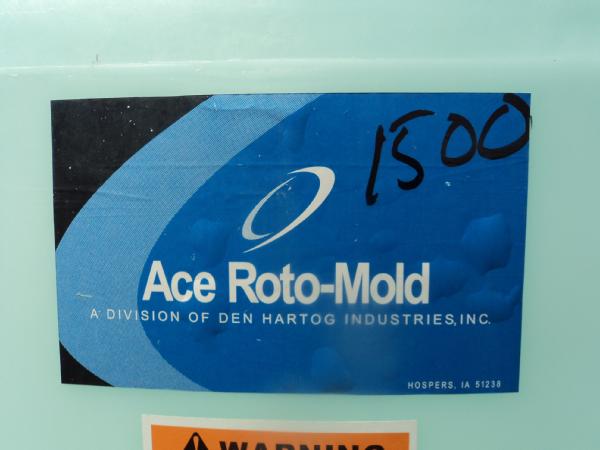 1500
Ace Roto-Mold
A DIVISION OF DEN HARTOG INDUSTRIES, INC.
HOSPERS, IA 51238
WARNING